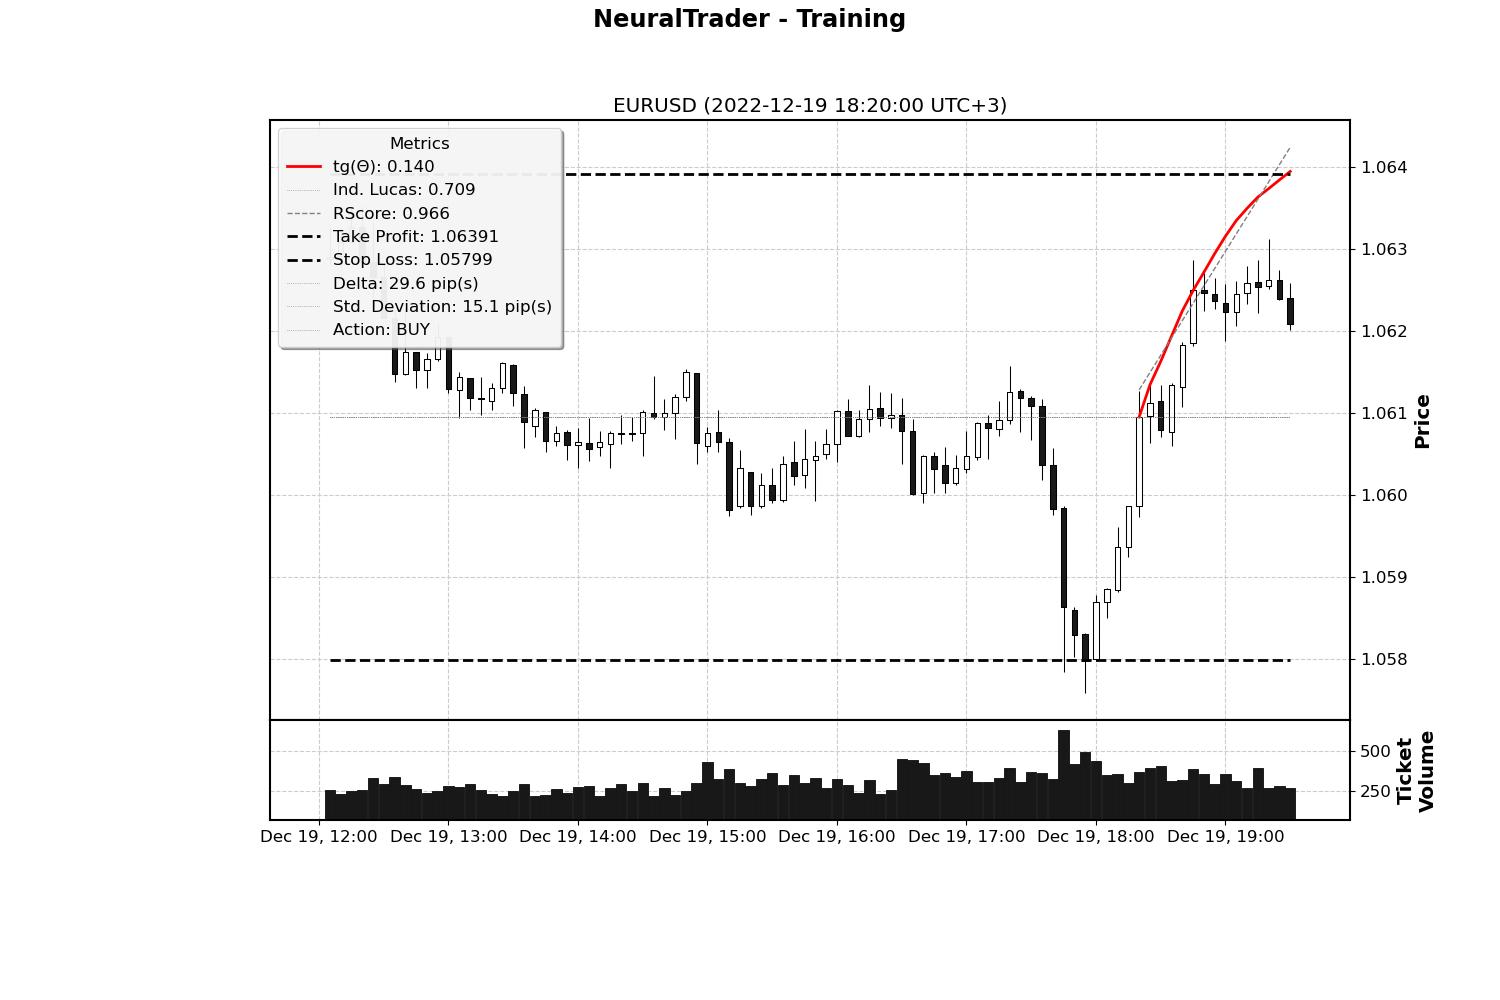 NeuralTrader - Training
EURUSD (2022-12-19 18:20:00 UTC+3)
Metrics
tg(Θ): 0.140
Ind. Lucas: 0.709
RScore: 0.966
Take Profit: 1.06391
Stop Loss: 1.05799
Delta: 29.6 pip(s)
Std. Deviation: 15.1 pip(s)
Action: BUY
1.064
1.063
1.062
1.061
1.060
1.059
1.058
Price
500
250
Ticket
Volume
Dec 19, 12:00 Dec 19, 13:00 Dec 19, 14:00 Dec 19, 15:00 Dec 19, 16:00 Dec 19, 17:00 Dec 19, 18:00 Dec 19, 19:00